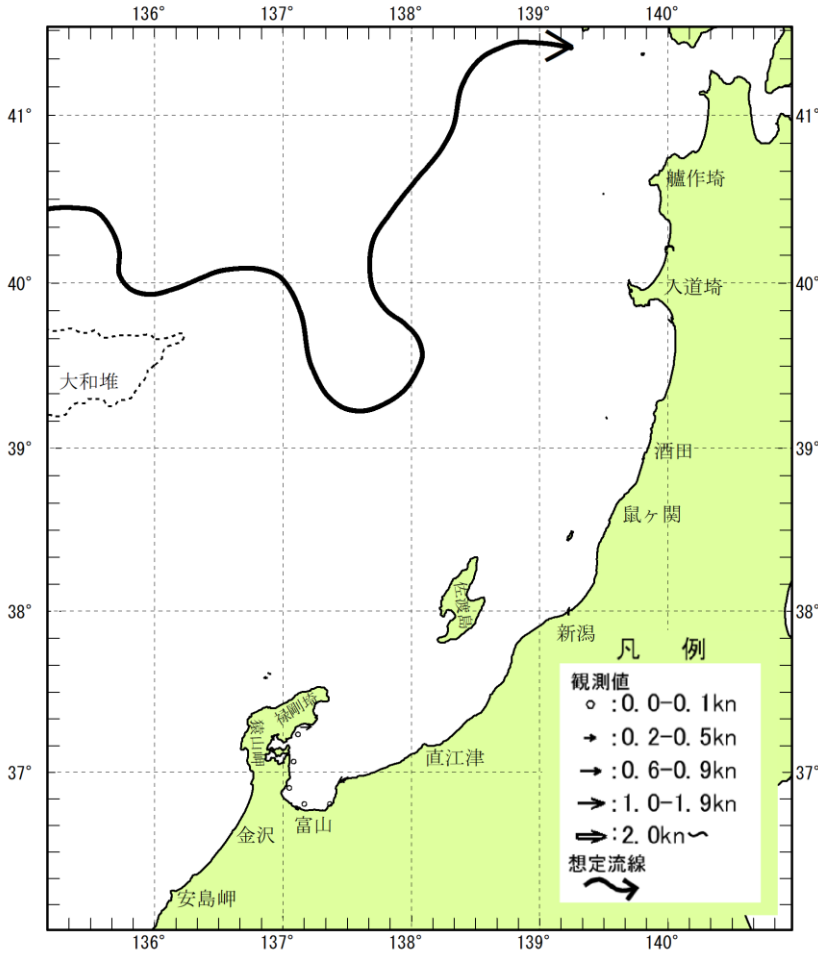 136° 137° 138° 139° 140°
41° 41°
艫作埼
40° 40°
入道埼
大和堆
39° 39°
酒田
鼠ヶ関
佐渡島
38° 38°
新潟
凡 例
観測値
:0.0-0.1kn
:0.2-0.5kn
:0.6-0.9kn
:1.0-1.9kn
:2.0kn～
想定流線
禄剛埼
猿山岬
直江津
37° 37°
富山
金沢
安島岬
136° 137° 138° 139° 140°